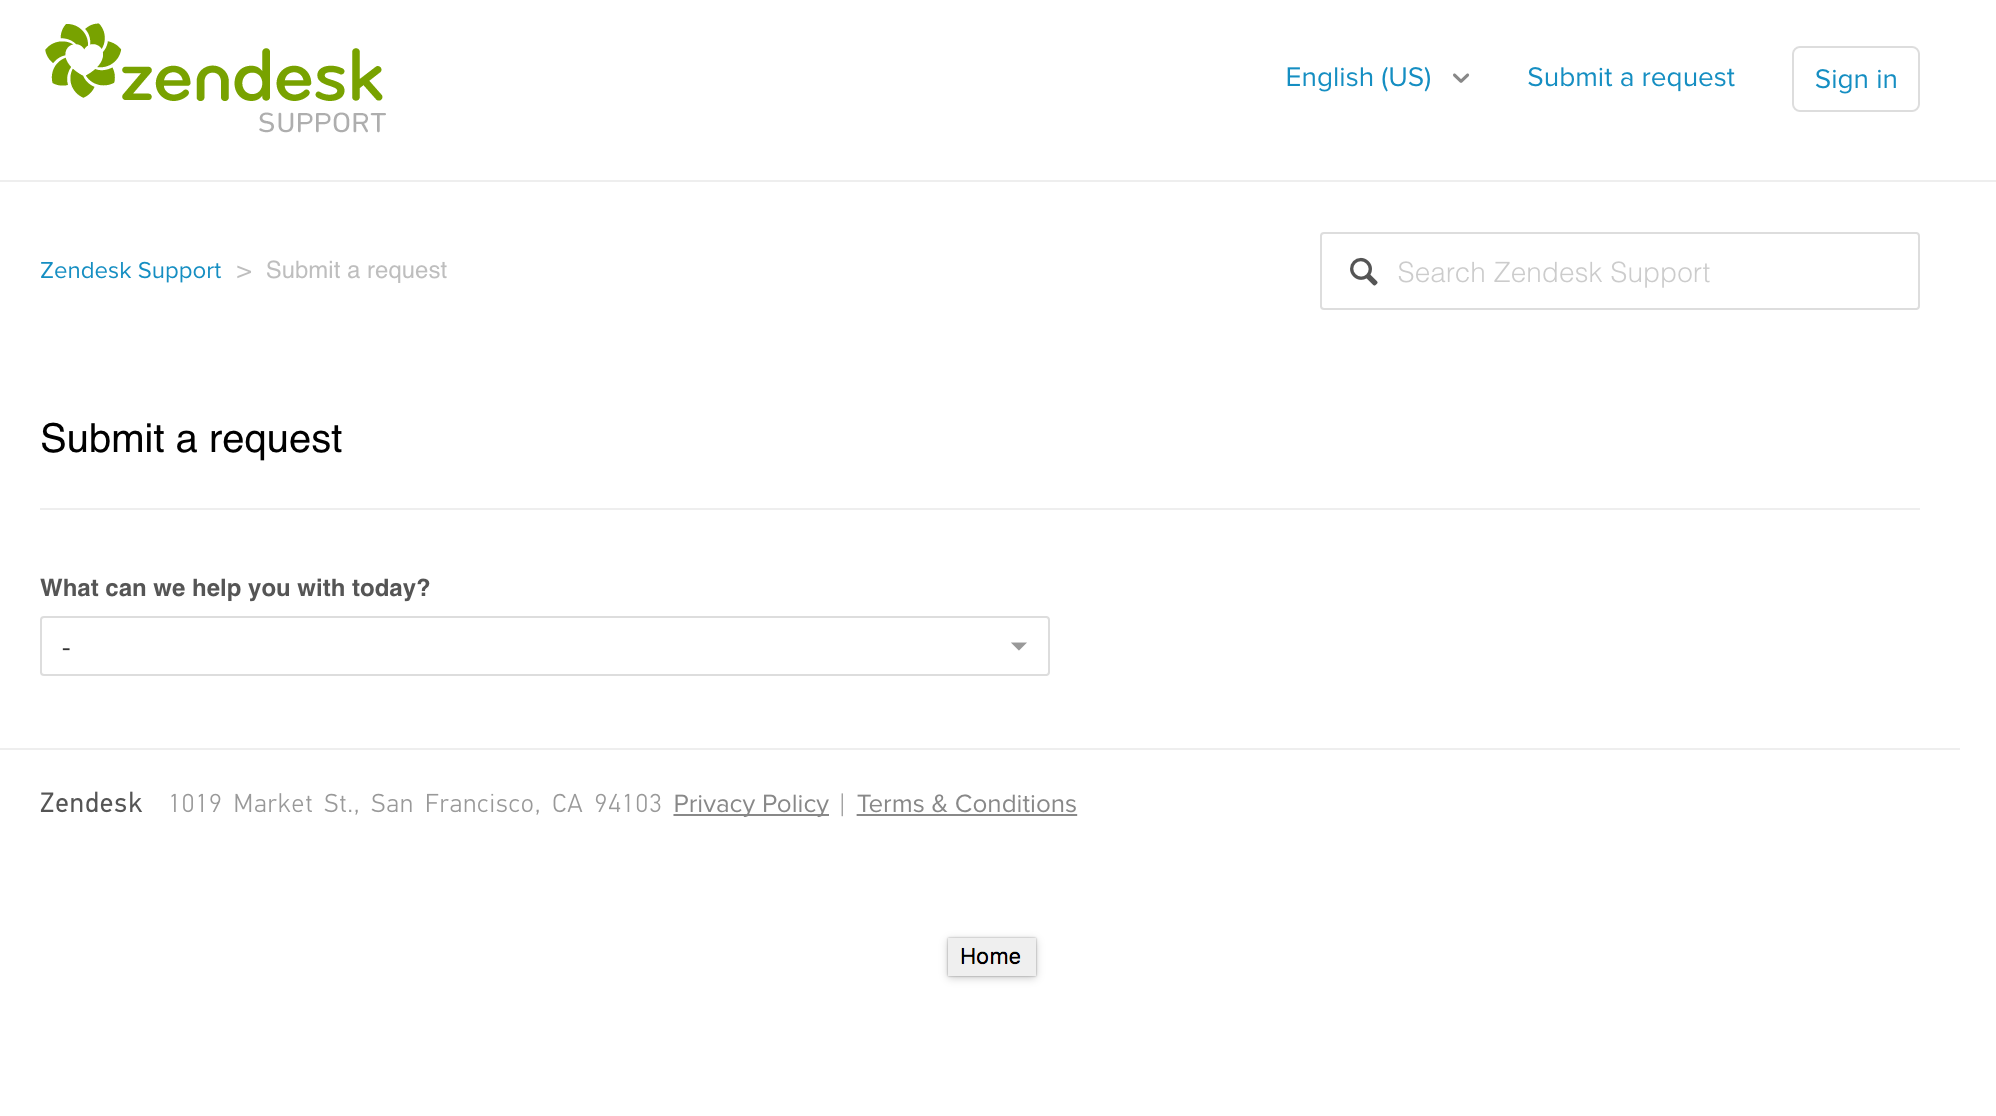 zendesk
SUPPORT
English (US)
Submit a request
Sign in
Zendesk Support > Submit a request
Search Zendesk Support
Submit a request
What can we help you with today?
-
Zendesk 1019 Market St., San Francisco, CA 94103 Privacy Policy | Terms & Conditions
Home